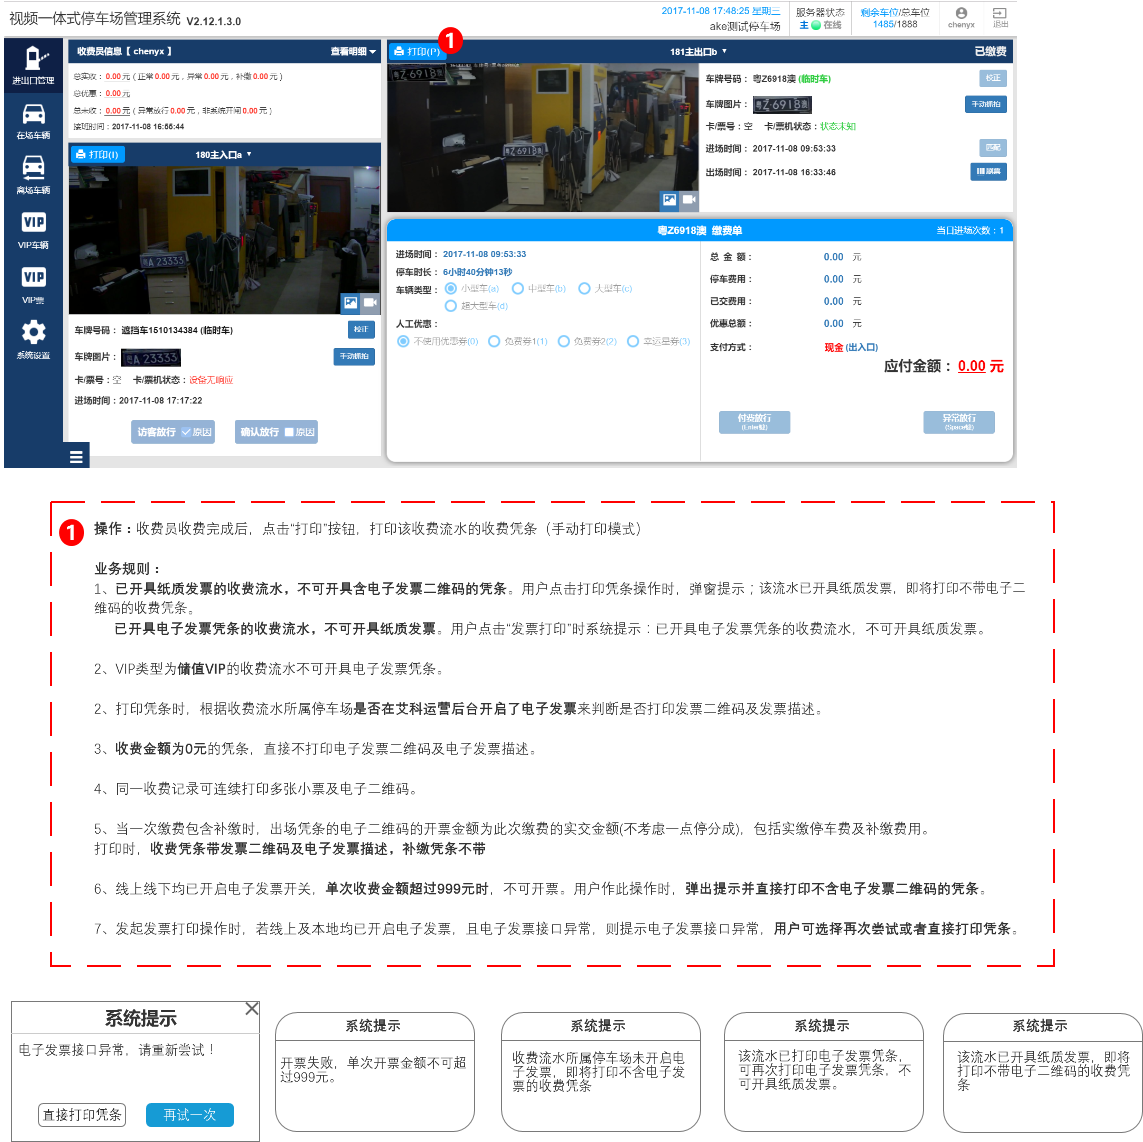 视频一体式停车场管理系统 V2.12.1.3.0
2017-11-08 17:48:25 星期三
ake测试停车场
服务器状态
主 在线
剩余车位/总车位
1485/1888
chenyx
退出
进出口管理
在场车辆
离场车辆
VIP
VIP车辆
VIP
VIP票
系统设置
收费员信息【 chenyx 】
查看明细
总实收：0.00元（正常0.00元，异常0.00元，补缴0.00元）
总优惠：0.00元
总未收：0.00元（异常放行0.00元，非系统开闸0.00元）
接班时间：2017-11-08 16:56:44
打印(I)
180主入口a
车牌号码：遮挡车1510134384 (临时车)
校正
车牌图片：
A 23333
手动抓拍
卡/票号：空 卡/票机状态：设备无响应
进场时间：2017-11-08 17:17:22
访客放行 原因
确认放行 原因
打印(P)
1
181主出口b
已缴费
车牌号码：粤Z6918澳 (临时车)
校正
车牌图片：
粤Z·6918澳
手动抓拍
卡/票号：空 卡/票机状态：状态未知
进场时间：2017-11-08 09:53:33
匹配
出场时间：2017-11-08 16:33:46
粤Z6918澳 缴费单
当日进场次数：1
进场时间：2017-11-08 09:53:33
停车时长：6小时40分钟13秒
车辆类型：小型车(a) 中型车(b) 大型车(c)
超大型车(d)
人工优惠：
不使用优惠券(0) 免费券1(1) 免费券2(2) 幸运星券(3)
总 金 额：0.00 元
停车费用：0.00 元
已交费用：0.00 元
优惠总额：0.00 元
支付方式：现金 (出入口)
应付金额：0.00 元
付费放行
(Enter键)
异常放行
(Space键)
1
操作：收费员收费完成后，点击“打印”按钮，打印该收费流水的收费凭条（手动打印模式）
业务规则：
1、已开具纸质发票的收费流水，不可开具含电子发票二维码的凭条。用户点击打印凭条操作时，弹窗提示；该流水已开具纸质发票，即将打印不带电子二
维码的收费凭条。
已开具电子发票凭条的收费流水，不可开具纸质发票。用户点击“发票打印”时系统提示：已开具电子发票凭条的收费流水，不可开具纸质发票。
2、VIP类型为储值VIP的收费流水不可开具电子发票凭条。
2、打印凭条时，根据收费流水所属停车场是否在艾科运营后台开启了电子发票来判断是否打印发票二维码及发票描述。
3、收费金额为0元的凭条，直接不打印电子发票二维码及电子发票描述。
4、同一收费记录可连续打印多张小票及电子二维码。
5、当一次缴费包含补缴时，出场凭条的电子二维码的开票金额为此次缴费的实交金额(不考虑一点停分成)，包括实缴停车费及补缴费用。
打印时，收费凭条带发票二维码及电子发票描述，补缴凭条不带
6、线上线下均已开启电子发票开关，单次收费金额超过999元时，不可开票。用户作此操作时，弹出提示并直接打印不含电子发票二维码的凭条。
7、发起发票打印操作时，若线上及本地均已开启电子发票，且电子发票接口异常，则提示电子发票接口异常，用户可选择再次尝试或者直接打印凭条。
系统提示
电子发票接口异常，请重新尝试！
直接打印凭条
再试一次
系统提示
开票失败，单次开票金额不可超
过999元。
系统提示
收费流水所属停车场未开启电
子发票，即将打印不含电子发
票的收费凭条
系统提示
该流水已打印电子发票凭条，
可再次打印电子发票凭条，不
可开具纸质发票。
系统提示
该流水已开具纸质发票，即将
打印不带电子二维码的收费凭
条